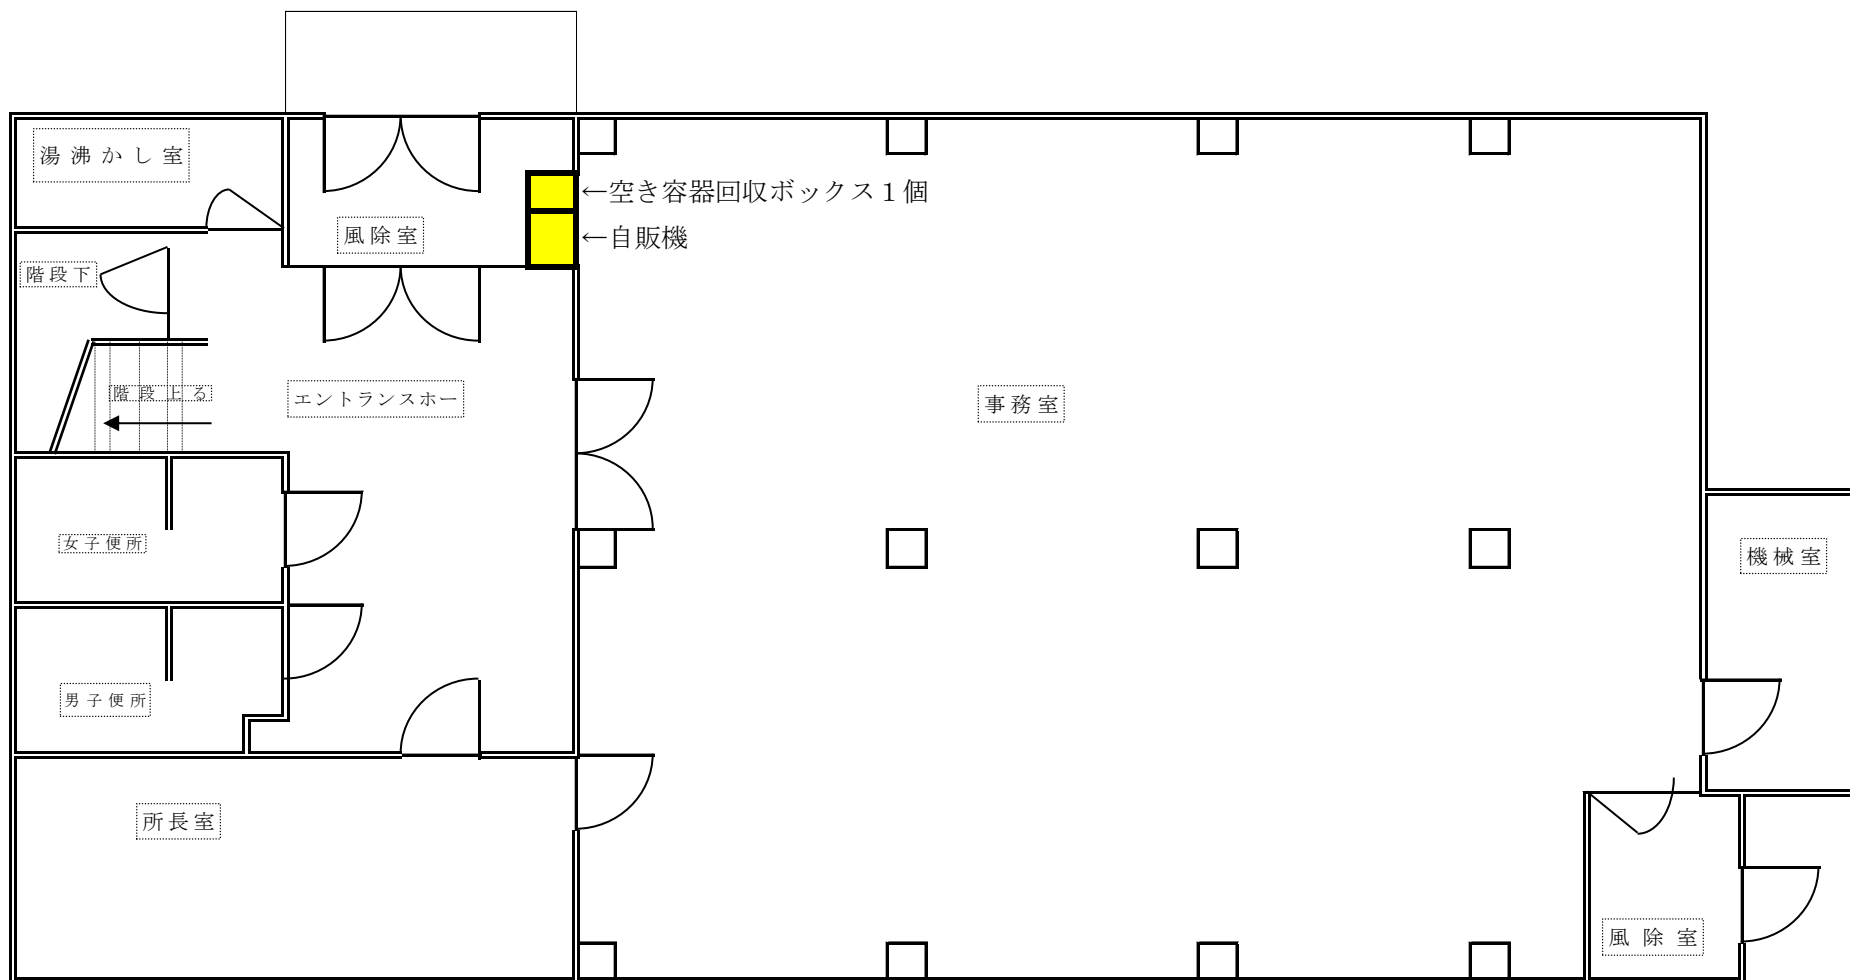 湯沸かし室
←空き容器回収ボックス１個
風除室
←自販機
階段下
階段上る
エントランスホー
事務室
女子便所
機械室
男子便所
所長室
風除室